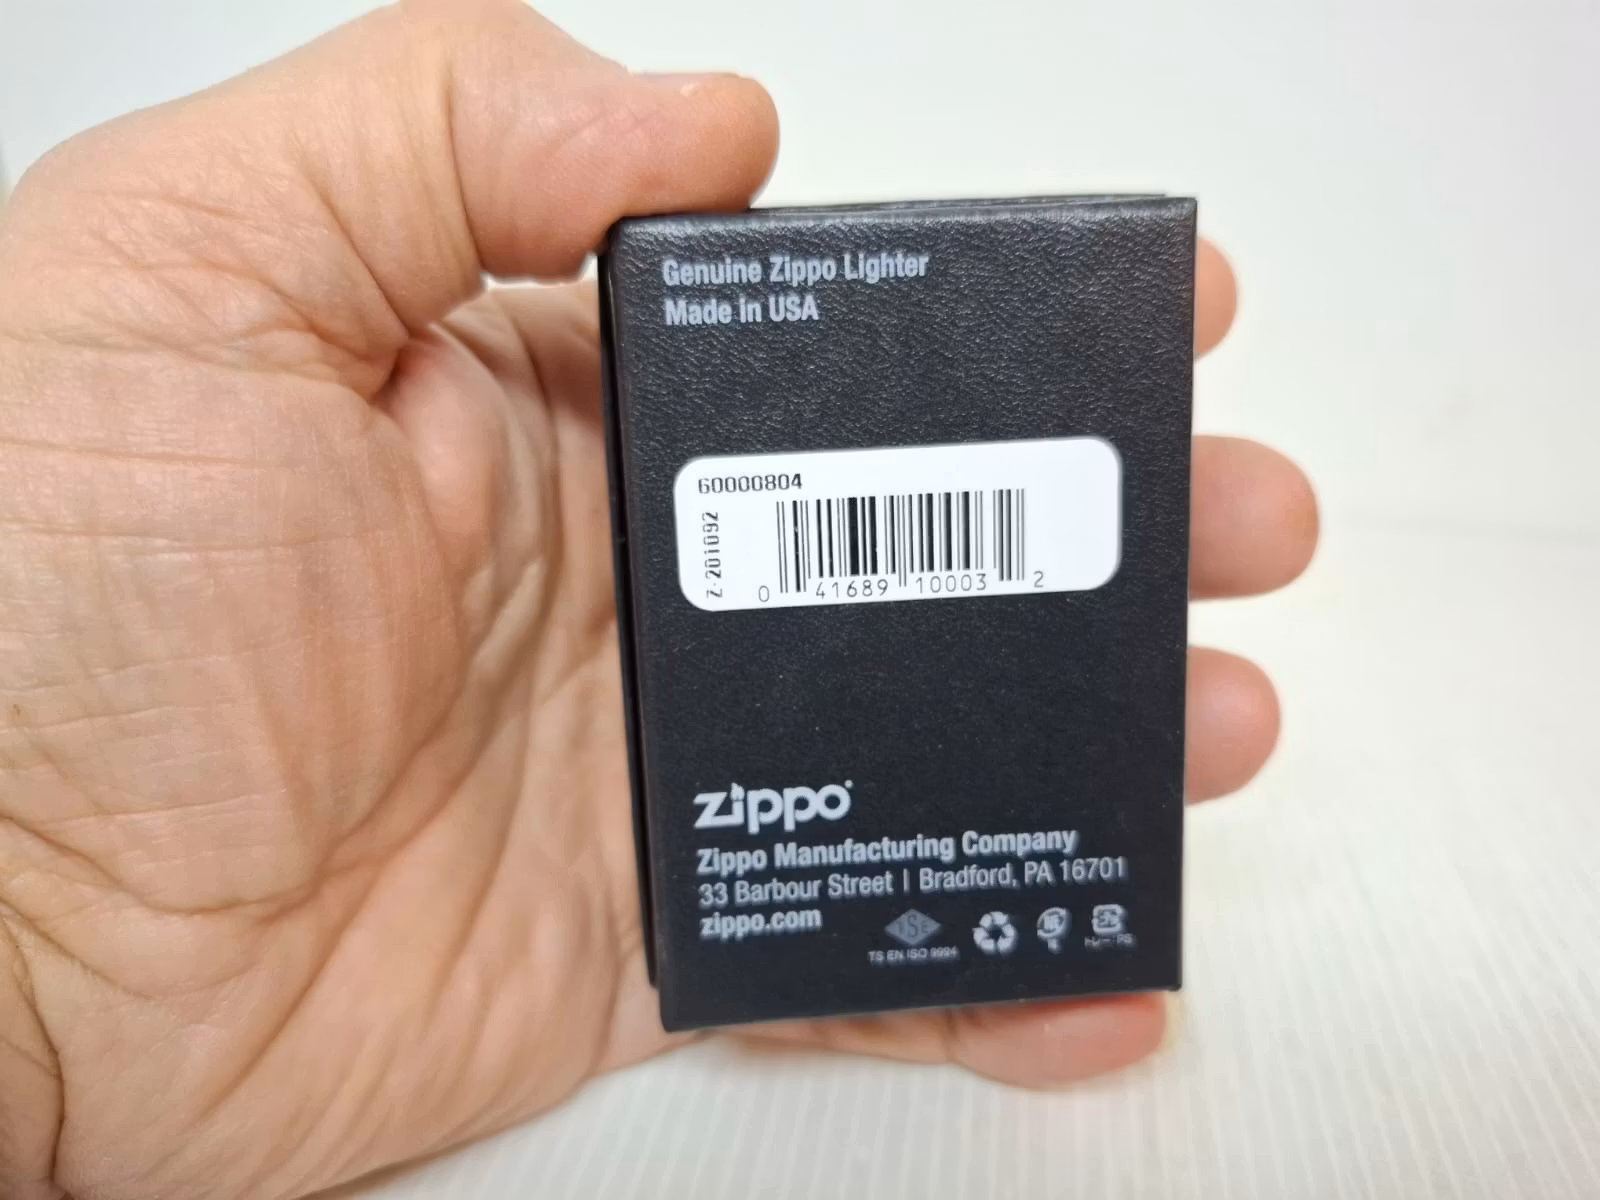 Genuine Zippo Lighter
Made in USA
60000804
Z-201092
0 41689 10003 2
zippo
Zippo Manufacturing Company
33 Barbour Street | Bradford, PA 16701
zippo.com
TS EN ISO 9994